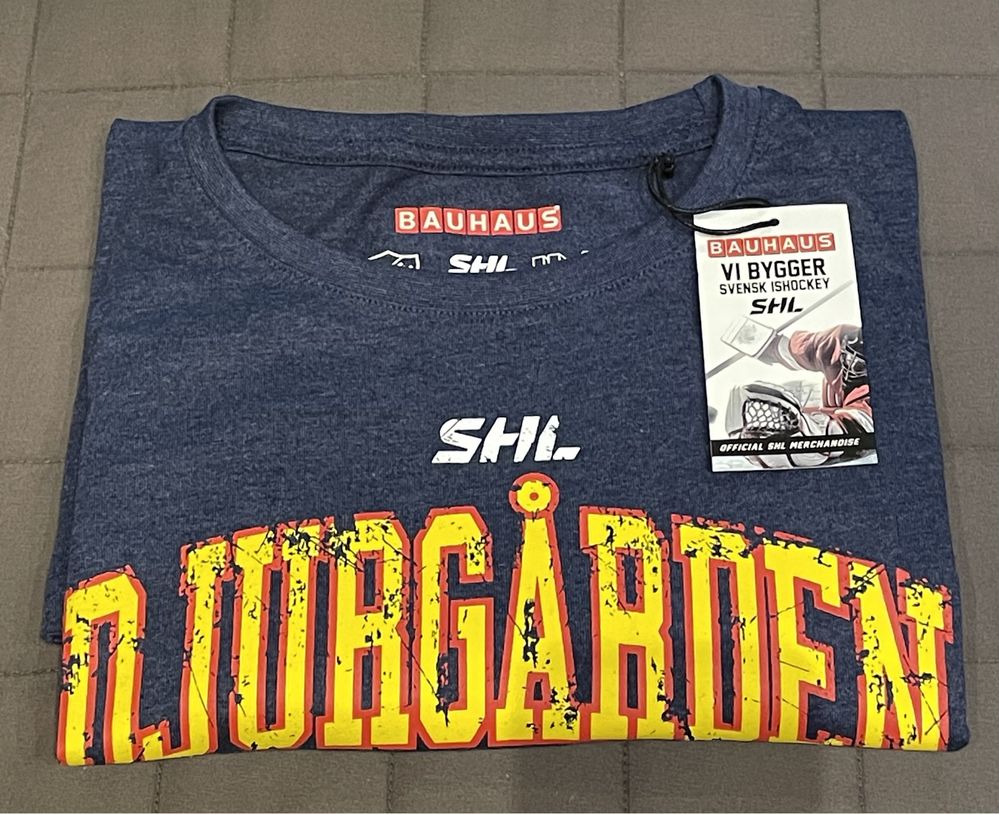 BAUHAUS
SHL
BAUHAUS
VI BYGGER
SVENSK ISHOCKEY
SHL
OFFICIAL SHL MERCHANDISE
SHL
DJURGÅRDEN